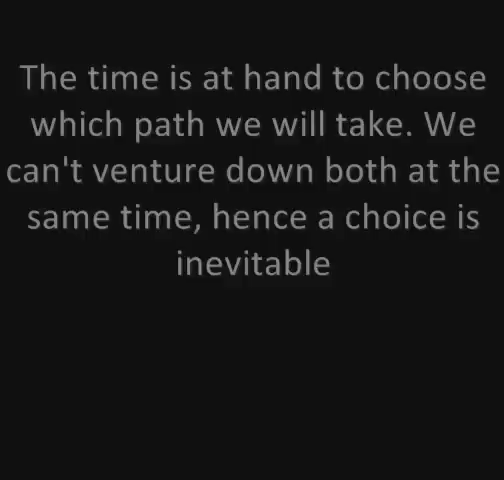 The time is at hand to choose
which path we will take. We
can't venture down both at the
same time, hence a choice is
inevitable